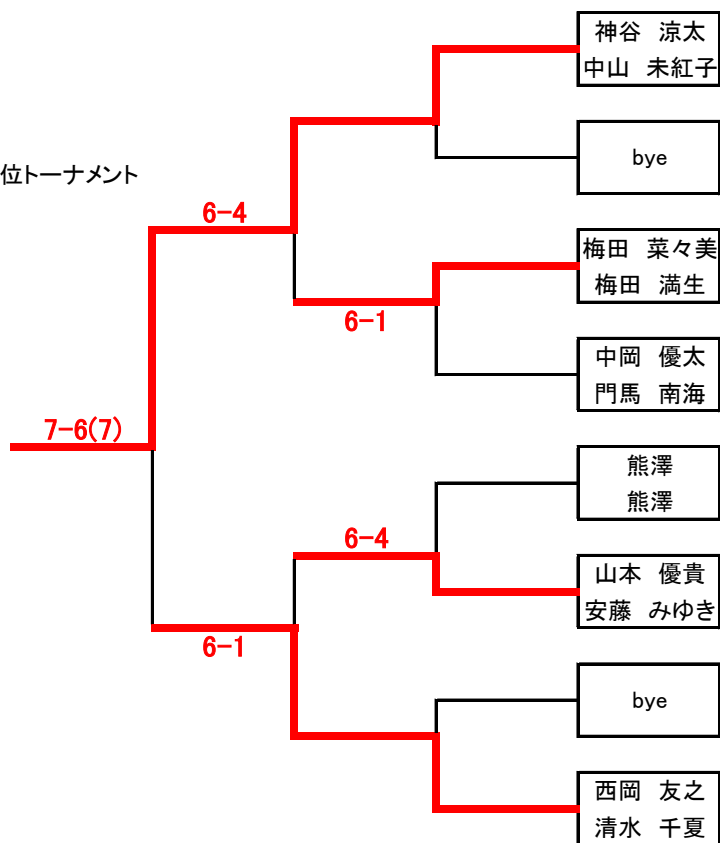 神谷 涼太
中山 未紅子
bye
位トーナメント
6-4
梅田 菜々美
梅田 満生
6-1
中岡 優太
門馬 南海
7-6(7)
熊澤
熊澤
6-4
山本 優貴
安藤 みゆき
6-1
bye
西岡 友之
清水 千夏